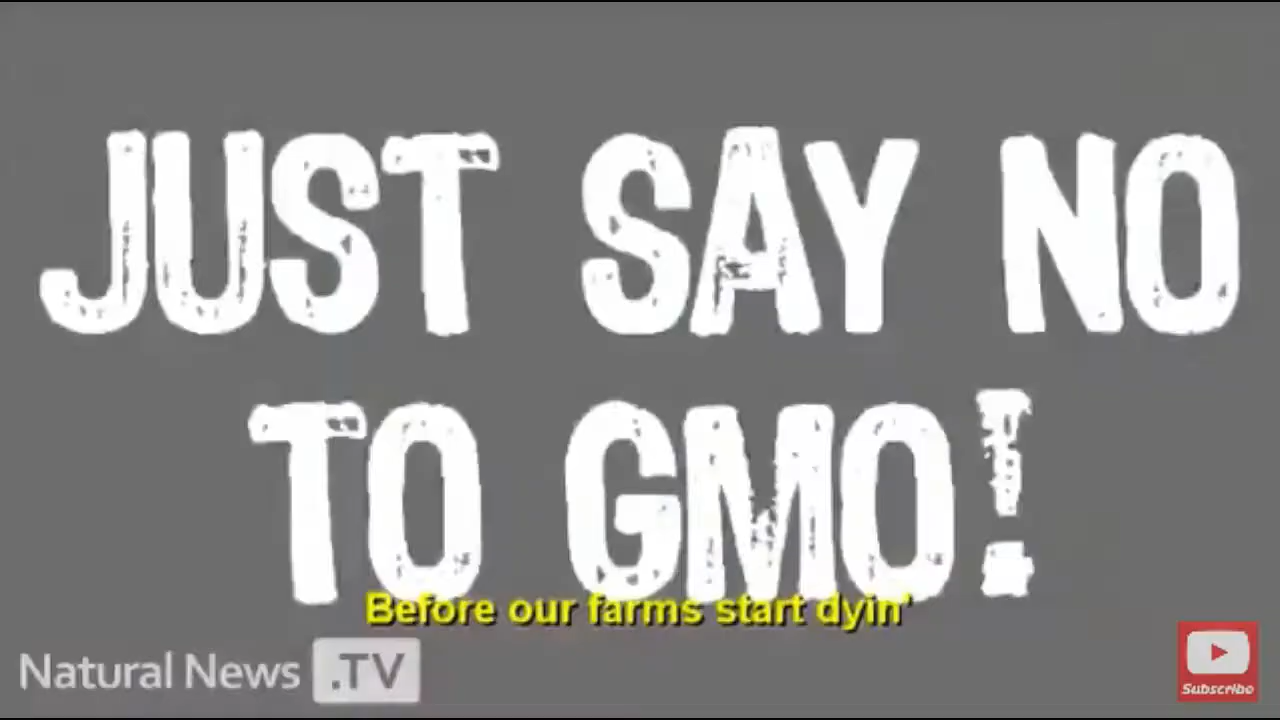 JUST SAY NO
TO GMO!
Before our farms start dyin'
Natural News .TV
Subscribe